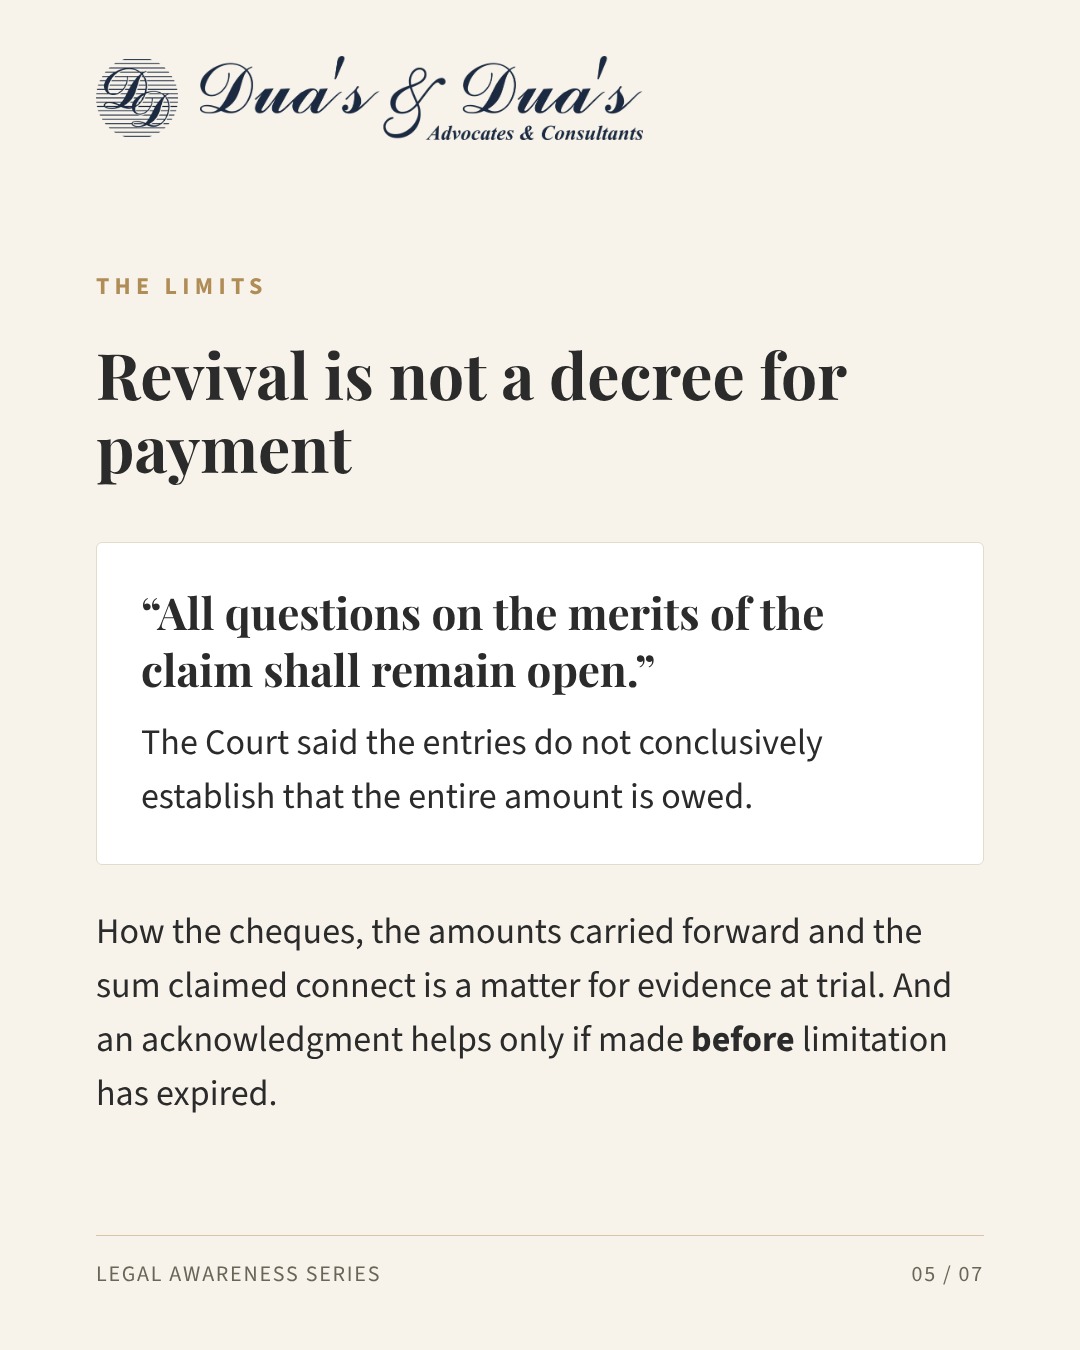 DD Dua's & Dua's
Advocates & Consultants
THE LIMITS
Revival is not a decree for
payment
“All questions on the merits of the
claim shall remain open.”
The Court said the entries do not conclusively
establish that the entire amount is owed.
How the cheques, the amounts carried forward and the
sum claimed connect is a matter for evidence at trial. And
an acknowledgment helps only if made before limitation
has expired.
LEGAL AWARENESS SERIES
05 / 07